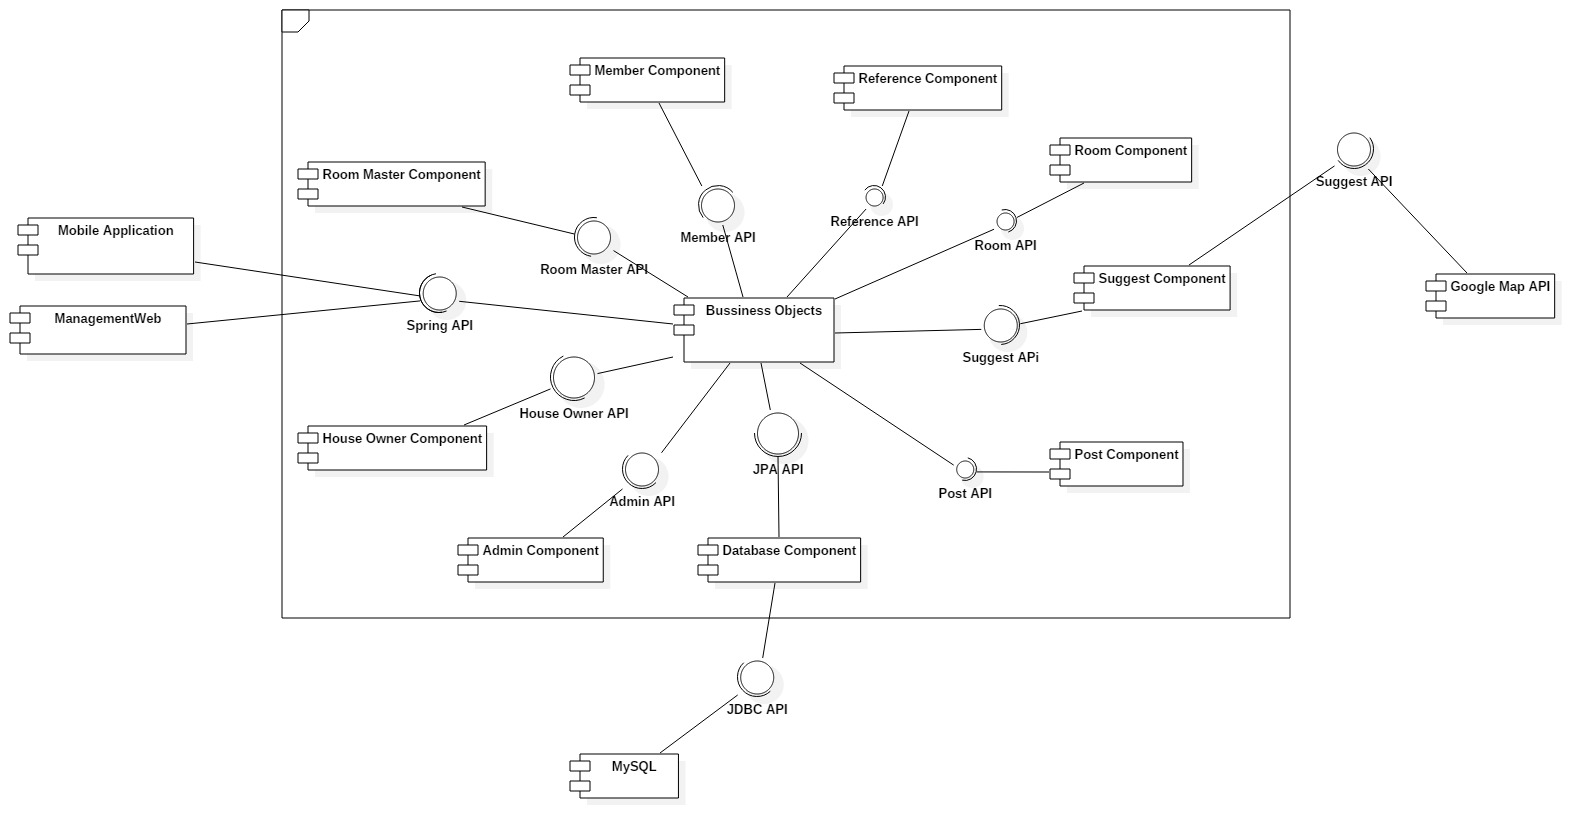 Member Component
Reference Component
Room Component
Room Master Component
Suggest API
Mobile Application
Member API
Reference API
Room API
Room Master API
Suggest Component
Google Map API
ManagementWeb
Spring API
Bussiness Objects
Suggest APi
House Owner API
House Owner Component
JPA API
Post Component
Admin API
Post API
Admin Component
Database Component
JDBC API
MySQL